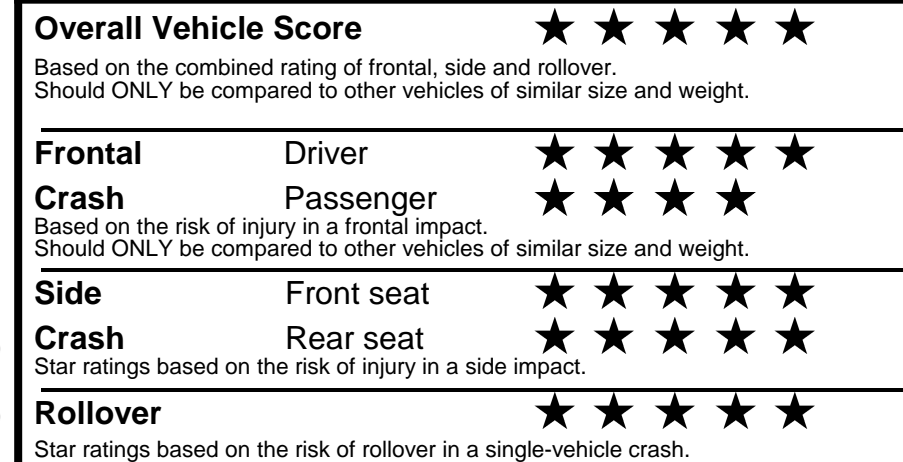 Overall Vehicle Score ★ ★ ★ ★ ★
Based on the combined rating of frontal, side and rollover.
Should ONLY be compared to other vehicles of similar size and weight.
Frontal Driver ★ ★ ★ ★ ★
Crash Passenger ★ ★ ★ ★
Based on the risk of injury in a frontal impact.
Should ONLY be compared to other vehicles of similar size and weight.
Side Front seat ★ ★ ★ ★ ★
Crash Rear seat ★ ★ ★ ★ ★
Star ratings based on the risk of injury in a side impact.
Rollover ★ ★ ★ ★ ★
Star ratings based on the risk of rollover in a single-vehicle crash.